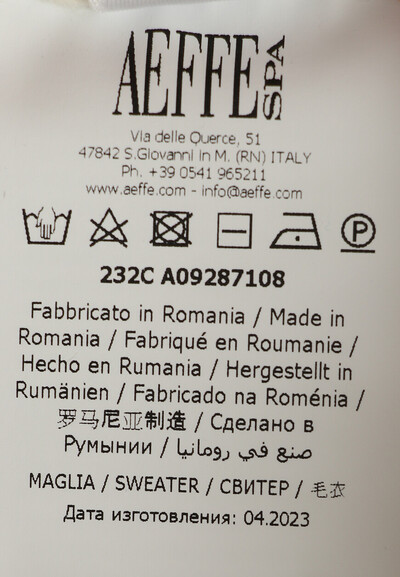 AEFFE SPA
Via delle Querce, 51
47842 S.Giovanni in M. (RN) ITALY
Ph. +39 0541 965211
www.aeffe.com - info@aeffe.com
P
232C A09287108
Fabbricato in Romania / Made in
Romania / Fabriqué en Roumanie /
Hecho en Rumania / Hergestellt in
Rumänien / Fabricado na Roménia /
罗马尼亚制造 / Сделано в
Румынии / صنع في رومانيا
MAGLIA / SWEATER / СВИТЕР / 毛衣
Дата изготовления: 04.2023